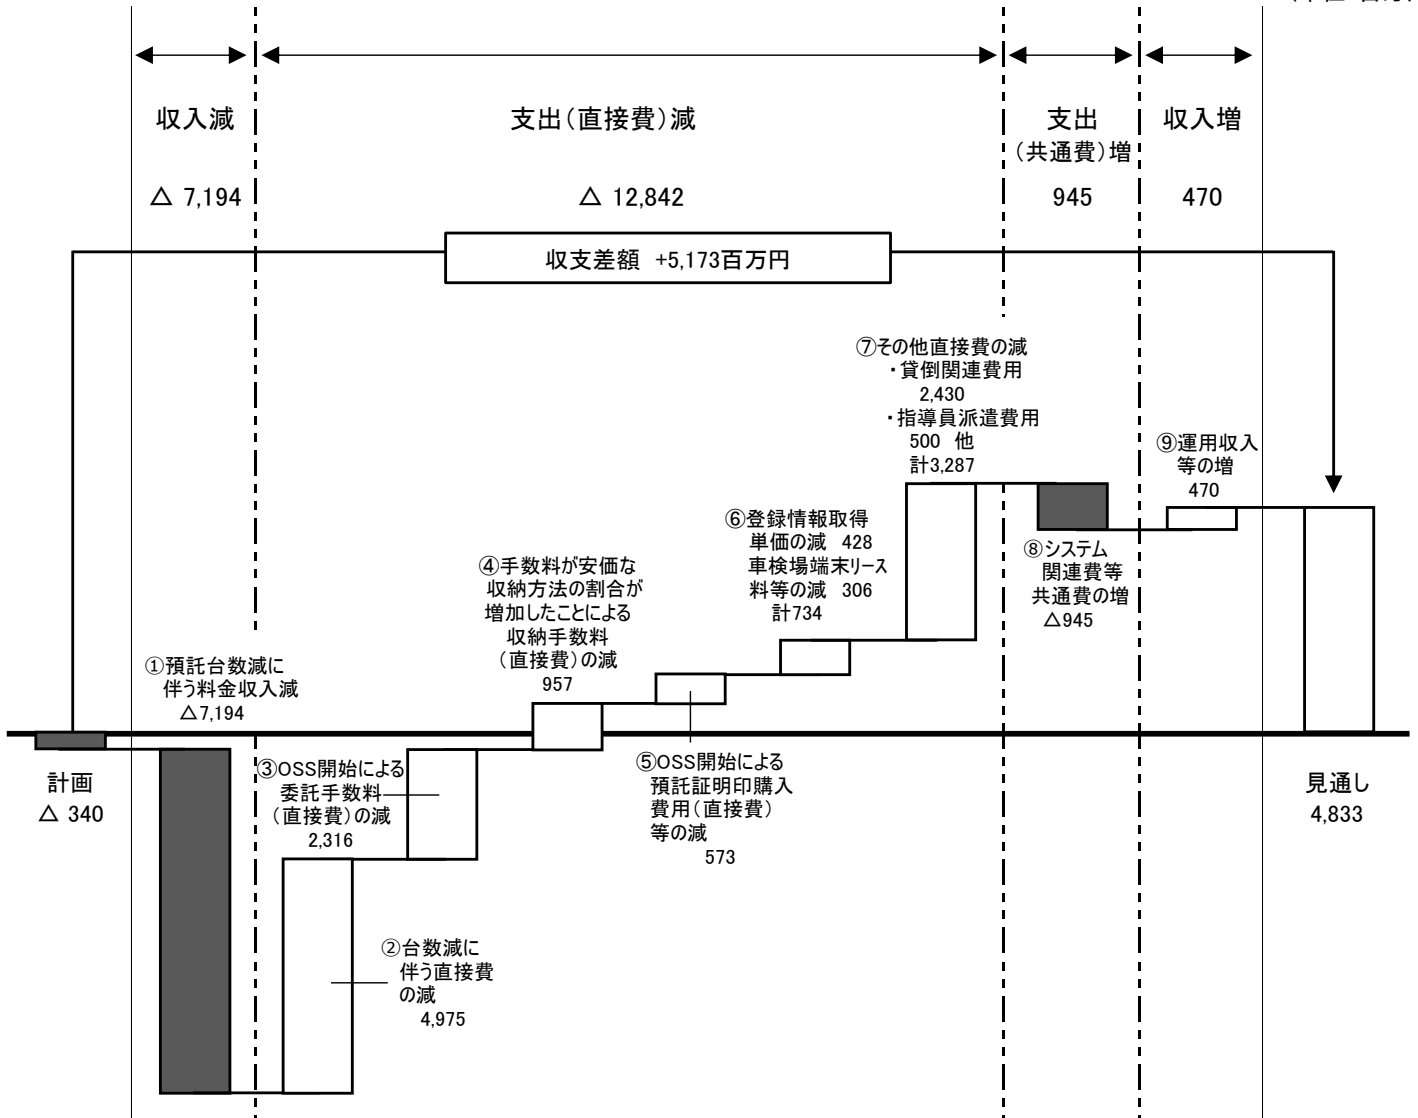 収入減
△ 7,194
支出(直接費)減
△ 12,842
支出
(共通費)増
945
収入増
470
収支差額 +5,173百万円
⑦その他直接費の減
・貸倒関連費用
2,430
・指導員派遣費用
500 他
計3,287
⑨運用収入
等の増
470
⑥登録情報取得
単価の減 428
車検場端末リース
料等の減 306
計734
⑧システム
関連費等
共通費の増
△945
④手数料が安価な
収納方法の割合が
増加したことによる
収納手数料
(直接費)の減
957
①預託台数減に
伴う料金収入減
△7,194
計画
△ 340
③OSS開始による
委託手数料
(直接費)の減
2,316
⑤OSS開始による
預託証明印購入
費用(直接費)
等の減
573
見通し
4,833
②台数減に
伴う直接費
の減
4,975